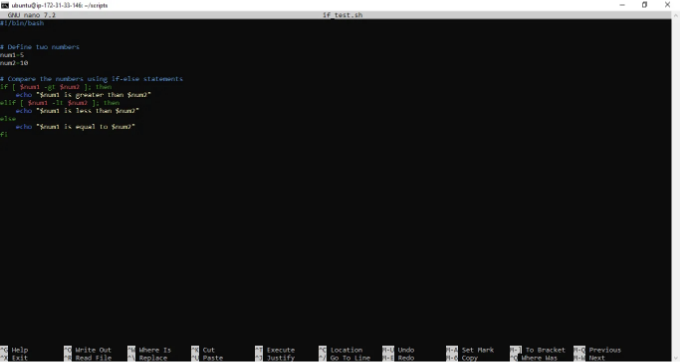 ubuntu@ip-172-31-33-146: ~/scripts
GNU nano 7.2 if_test.sh
#!/bin/bash
# Define two numbers
num1=5
num2=10
# Compare the numbers using if-else statements
if [ $num1 -gt $num2 ]; then
echo "$num1 is greater than $num2"
elif [ $num1 -lt $num2 ]; then
echo "$num1 is less than $num2"
else
echo "$num1 is equal to $num2"
fi
^G Help ^O Write Out ^W Where Is ^K Cut ^T Execute ^C Location M-U Undo M-A Set Mark M-] To Bracket M-Q Previous
^X Exit ^R Read File ^\ Replace ^U Paste ^J Justify ^/ Go To Line M-E Redo M-6 Copy ^Q Where Was M-W Next